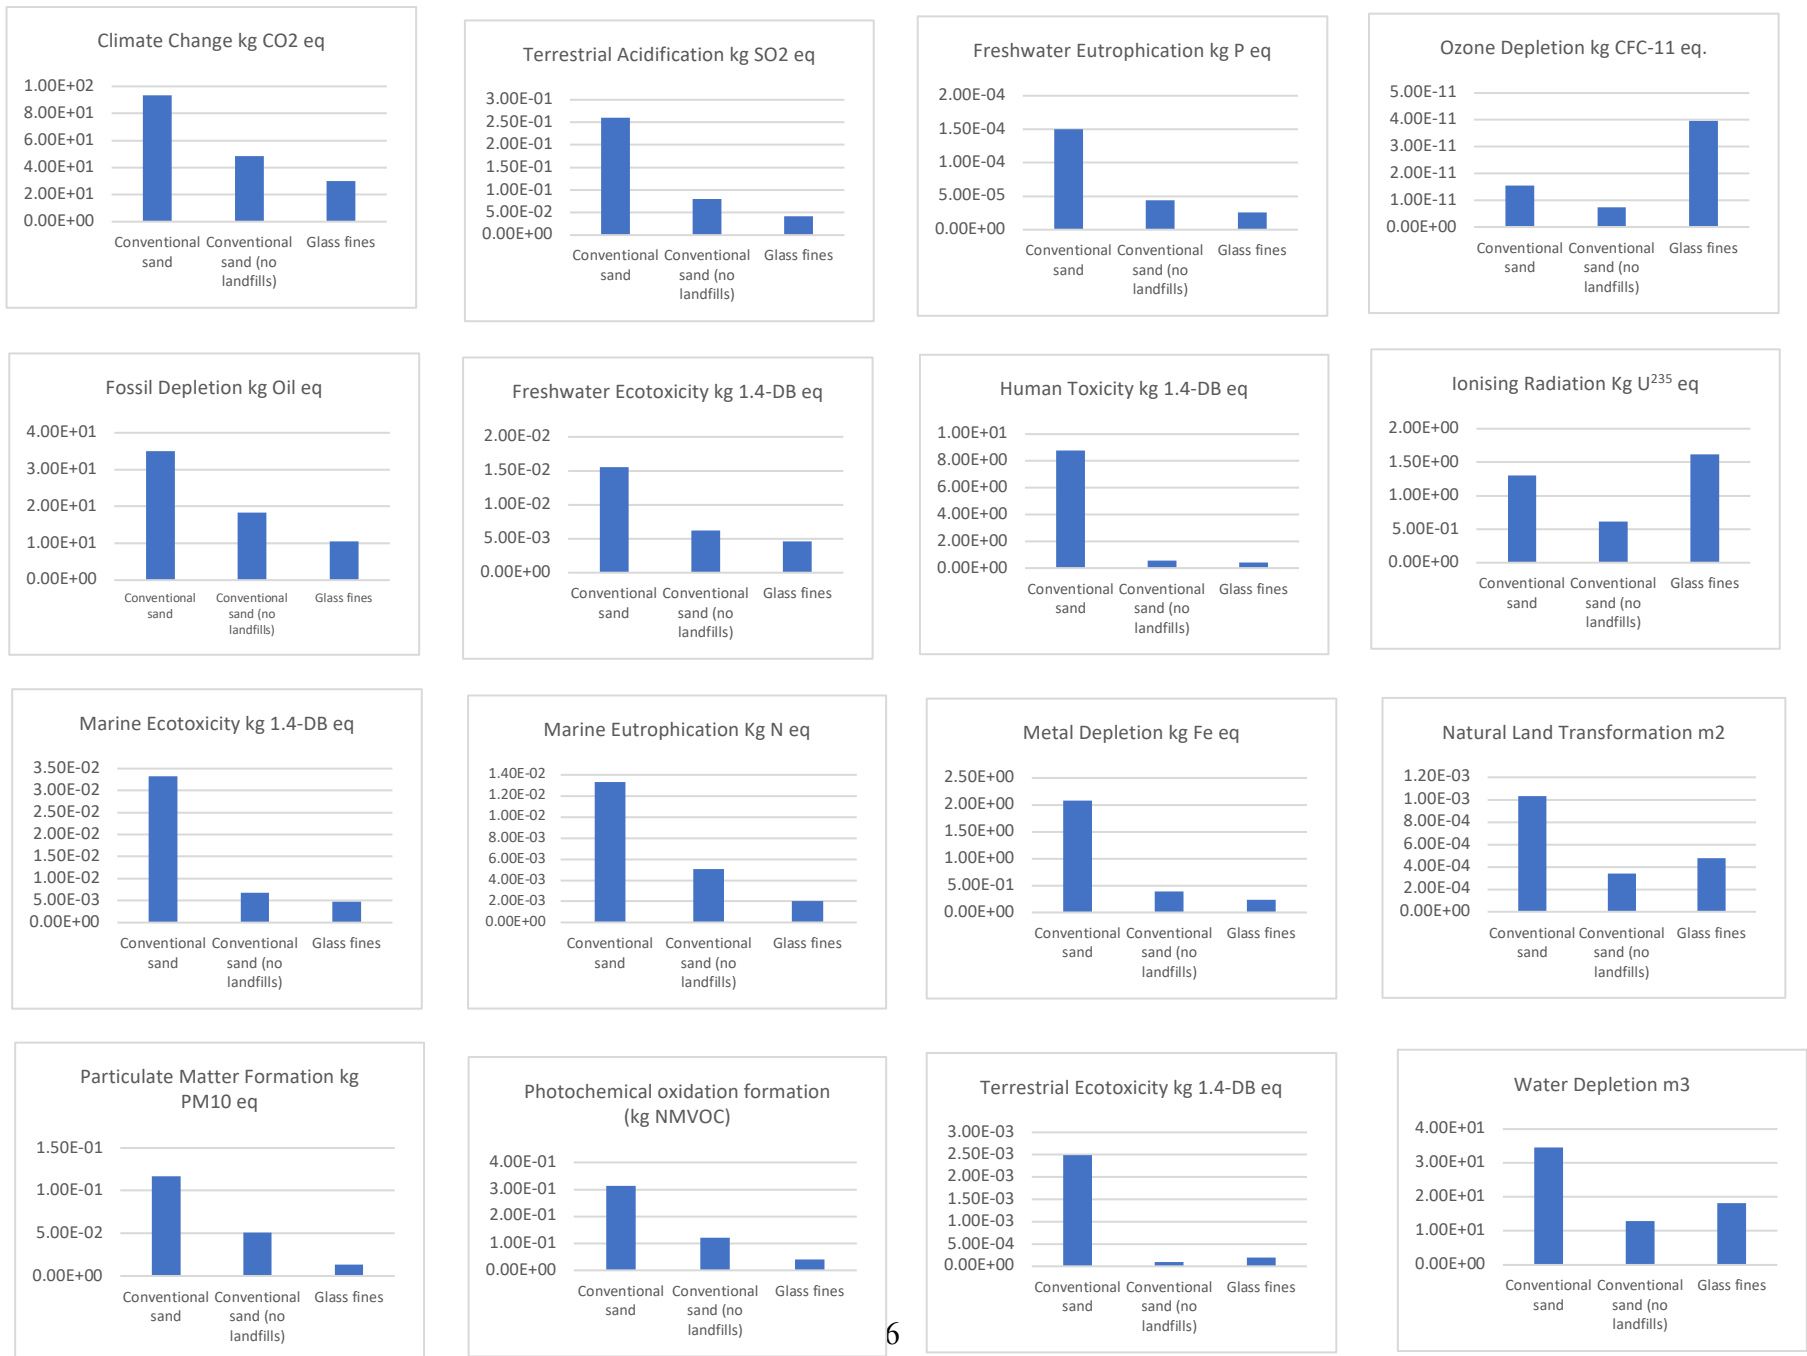 Climate Change kg CO2 eq
1.00E+02
8.00E+01
6.00E+01
4.00E+01
2.00E+01
0.00E+00
Conventional Conventional Glass fines
sand sand (no
landfills)
Terrestrial Acidification kg SO2 eq
3.00E-01
2.50E-01
2.00E-01
1.50E-01
1.00E-01
5.00E-02
0.00E+00
Conventional Conventional Glass fines
sand sand (no
landfills)
Freshwater Eutrophication kg P eq
2.00E-04
1.50E-04
1.00E-04
5.00E-05
0.00E+00
Conventional Conventional Glass fines
sand sand (no
landfills)
Ozone Depletion kg CFC-11 eq.
5.00E-11
4.00E-11
3.00E-11
2.00E-11
1.00E-11
0.00E+00
Conventional Conventional Glass fines
sand sand (no
landfills)
Fossil Depletion kg Oil eq
4.00E+01
3.00E+01
2.00E+01
1.00E+01
0.00E+00
Conventional Conventional Glass fines
sand sand (no
landfills)
Freshwater Ecotoxicity kg 1.4-DB eq
2.00E-02
1.50E-02
1.00E-02
5.00E-03
0.00E+00
Conventional Conventional Glass fines
sand sand (no
landfills)
Human Toxicity kg 1.4-DB eq
1.00E+01
8.00E+00
6.00E+00
4.00E+00
2.00E+00
0.00E+00
Conventional Conventional Glass fines
sand sand (no
landfills)
Ionising Radiation Kg U²³⁵ eq
2.00E+00
1.50E+00
1.00E+00
5.00E-01
0.00E+00
Conventional Conventional Glass fines
sand sand (no
landfills)
Marine Ecotoxicity kg 1.4-DB eq
3.50E-02
3.00E-02
2.50E-02
2.00E-02
1.50E-02
1.00E-02
5.00E-03
0.00E+00
Conventional Conventional Glass fines
sand sand (no
landfills)
Marine Eutrophication Kg N eq
1.40E-02
1.20E-02
1.00E-02
8.00E-03
6.00E-03
4.00E-03
2.00E-03
0.00E+00
Conventional Conventional Glass fines
sand sand (no
landfills)
Metal Depletion kg Fe eq
2.50E+00
2.00E+00
1.50E+00
1.00E+00
5.00E-01
0.00E+00
Conventional Conventional Glass fines
sand sand (no
landfills)
Natural Land Transformation m2
1.20E-03
1.00E-03
8.00E-04
6.00E-04
4.00E-04
2.00E-04
0.00E+00
Conventional Conventional Glass fines
sand sand (no
landfills)
Particulate Matter Formation kg
PM10 eq
1.50E-01
1.00E-01
5.00E-02
0.00E+00
Conventional Conventional Glass fines
sand sand (no
landfills)
Photochemical oxidation formation
(kg NMVOC)
4.00E-01
3.00E-01
2.00E-01
1.00E-01
0.00E+00
Conventional Conventional Glass fines
sand sand (no
landfills)
Terrestrial Ecotoxicity kg 1.4-DB eq
3.00E-03
2.50E-03
2.00E-03
1.50E-03
1.00E-03
5.00E-04
0.00E+00
Conventional Conventional Glass fines
sand sand (no
landfills)
Water Depletion m3
4.00E+01
3.00E+01
2.00E+01
1.00E+01
0.00E+00
Conventional Conventional Glass fines
sand sand (no
landfills)
6